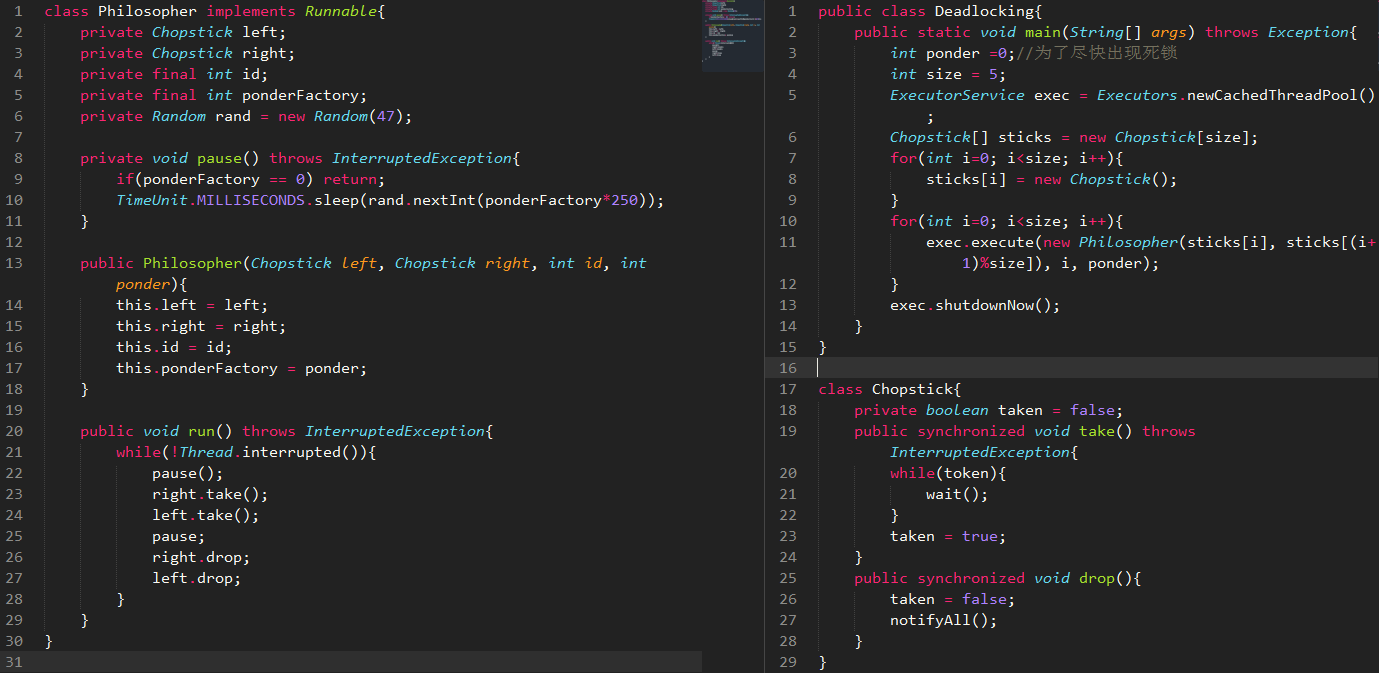 1 class Philosopher implements Runnable{
2 private Chopstick left;
3 private Chopstick right;
4 private final int id;
5 private final int ponderFactory;
6 private Random rand = new Random(47);
7
8 private void pause() throws InterruptedException{
9 if(ponderFactory == 0) return;
10 TimeUnit.MILLISECONDS.sleep(rand.nextInt(ponderFactory*250));
11 }
12
13 public Philosopher(Chopstick left, Chopstick right, int id, int
ponder){
14 this.left = left;
15 this.right = right;
16 this.id = id;
17 this.ponderFactory = ponder;
18 }
19
20 public void run() throws InterruptedException{
21 while(!Thread.interrupted()){
22 pause();
23 right.take();
24 left.take();
25 pause;
26 right.drop;
27 left.drop;
28 }
29 }
30 }
31
1 public class Deadlocking{
2 public static void main(String[] args) throws Exception{
3 int ponder =0;//为了尽快出现死锁
4 int size = 5;
5 ExecutorService exec = Executors.newCachedThreadPool()
;
6 Chopstick[] sticks = new Chopstick[size];
7 for(int i=0; i<size; i++){
8 sticks[i] = new Chopstick();
9 }
10 for(int i=0; i<size; i++){
11 exec.execute(new Philosopher(sticks[i], sticks[(i+
1)%size]), i, ponder);
12 }
13 exec.shutdownNow();
14 }
15 }
16
17 class Chopstick{
18 private boolean taken = false;
19 public synchronized void take() throws
InterruptedException{
20 while(token){
21 wait();
22 }
23 taken = true;
24 }
25 public synchronized void drop(){
26 taken = false;
27 notifyAll();
28 }
29 }